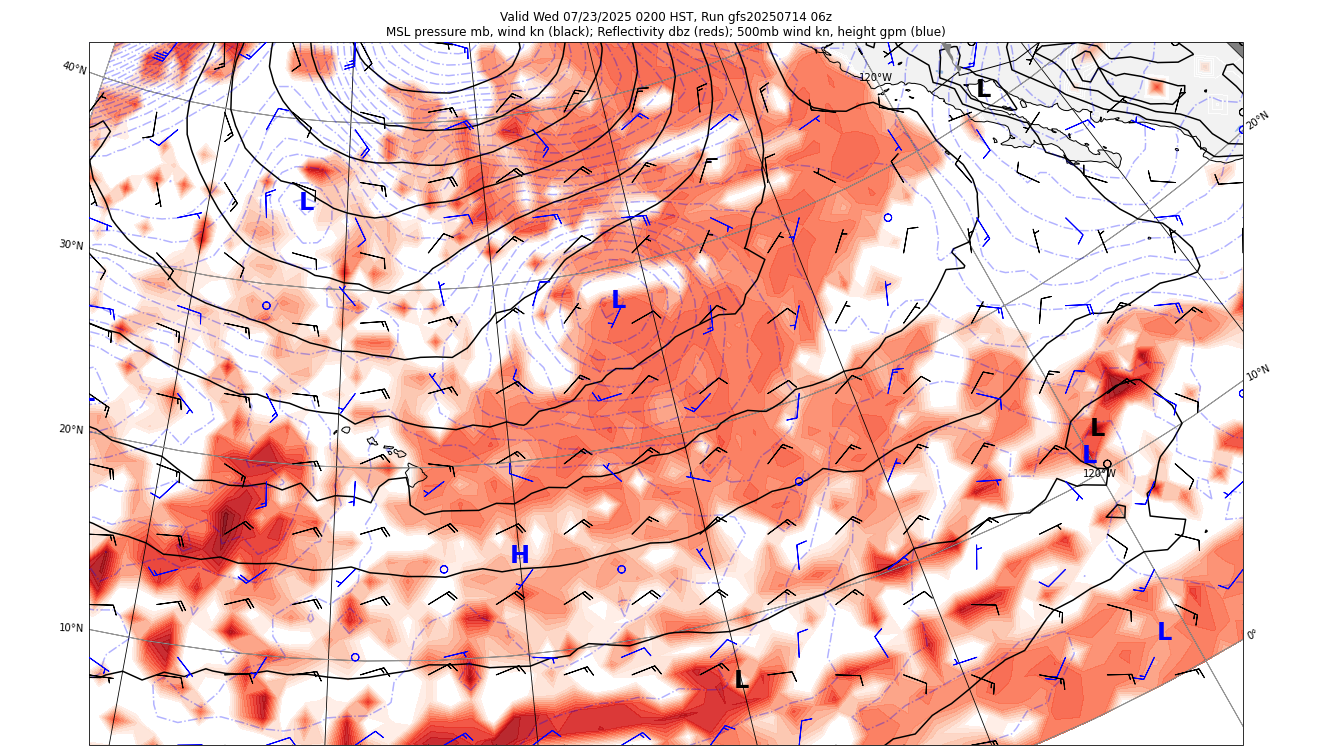 Valid Wed 07/23/2025 0200 HST, Run gfs20250714 06z
MSL pressure mb, wind kn (black); Reflectivity dbz (reds); 500mb wind kn, height gpm (blue)
40°N
120°W
L
20°N
L
30°N
L
10°N
20°N
L
L
120°W
H
10°N
L
0°
L